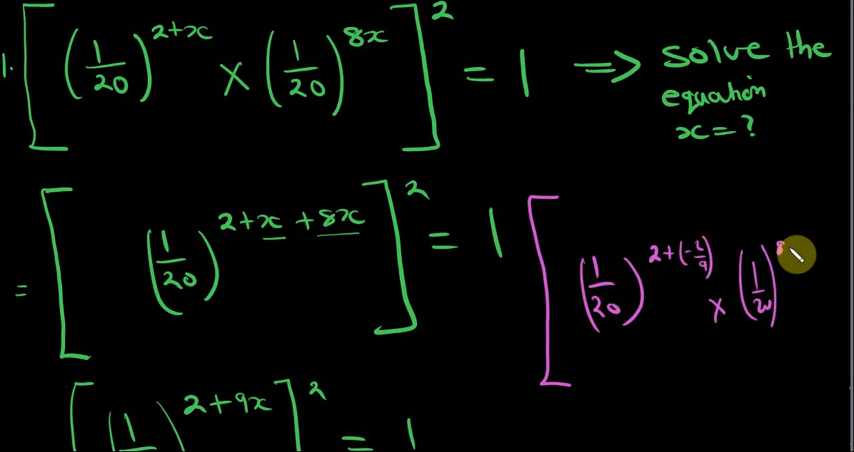 1. [(1/20)^(2+x) × (1/20)^(8x)]^2 = 1 ⇒ solve the
equation
x = ?
= [(1/20)^(2+x+8x)]^2 = 1
[(1/20)^(2+(-2/9)) × (1/20)^8
[(1/)^(2+9x)]^2 = 1